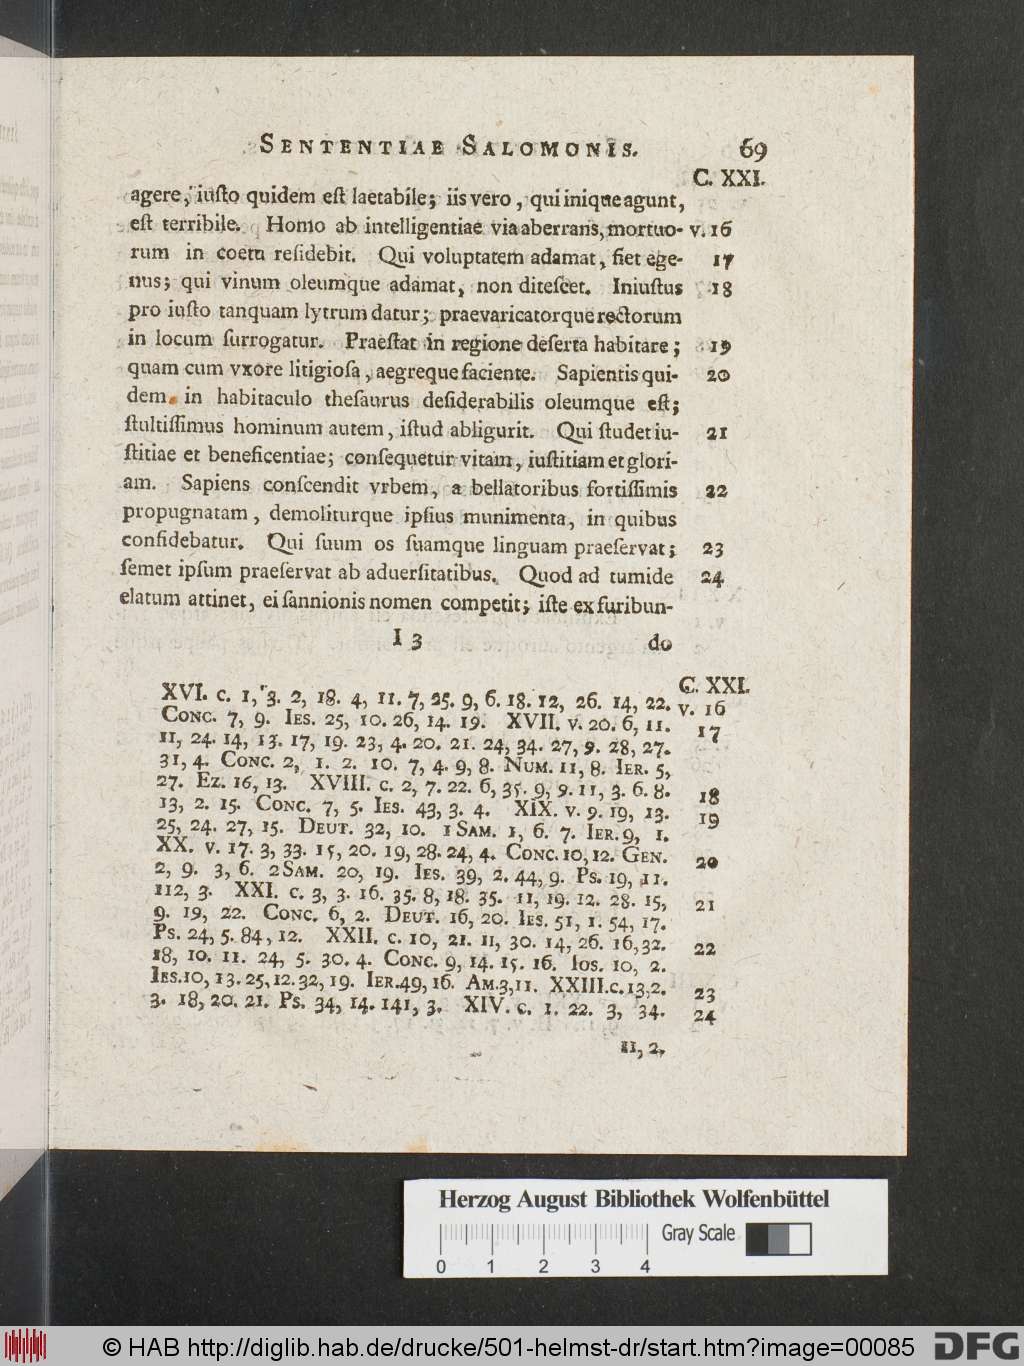 SENTENTIAE SALOMONIS. 69
C. XXI.
agere, iuſto quidem eſt laetabile; iis vero, qui inique agunt,
eſt terribile. Homo ab intelligentiae via aberrans, mortuo- v. 16
rum in coetu reſidebit. Qui voluptatem adamat, fiet ege- 17
nus; qui vinum oleumque adamat, non diteſcet. Iniuſtus 18
pro iuſto tanquam lytrum datur; praevaricatorque rectorum
in locum ſurrogatur. Praeſtat in regione deſerta habitare; 19
quam cum vxore litigioſa, aegreque faciente. Sapientis qui- 20
dem in habitaculo theſaurus deſiderabilis oleumque eſt;
ſtultiſſimus hominum autem, iſtud abligurit. Qui ſtudet iu- 21
ſtitiae et beneficentiae; conſequetur vitam, iuſtitiam et glori-
am. Sapiens conſcendit vrbem, a bellatoribus fortiſſimis 22
propugnatam, demoliturque ipſius munimenta, in quibus
confidebatur. Qui ſuum os ſuamque linguam praeſervat; 23
ſemet ipſum praeſervat ab aduerſitatibus. Quod ad tumide 24
elatum attinet, ei ſannionis nomen competit; iſte ex furibun-
I 3 do
C. XXI.
XVI. c. 1, 3. 2, 18. 4, 11. 7, 25. 9, 6. 18. 12, 26. 14, 22. v. 16
CONC. 7, 9. IES. 25, 10. 26, 14. 19. XVII. v. 20. 6, 11. 17
11, 24. 14, 13. 17, 19. 23, 4. 20. 21. 24, 34. 27, 9. 28, 27.
31, 4. CONC. 2, 1. 2. 10. 7, 4. 9, 8. NUM. 11, 8. IER. 5,
27. EZ. 16, 13. XVIII. c. 2, 7. 22. 6, 35. 9, 9. 11, 3. 6. 8. 18
13, 2. 15. CONC. 7, 5. IES. 43, 3. 4. XIX. v. 9. 19, 13. 19
25, 24. 27, 15. DEUT. 32, 10. 1 SAM. 1, 6. 7. IER. 9, 1.
XX. v. 17. 3, 33. 15, 20. 19, 28. 24, 4. CONC. 10, 12. GEN. 20
2, 9. 3, 6. 2 SAM. 20, 19. IES. 39, 2. 44, 9. PS. 19, 11.
112, 3. XXI. c. 3, 3. 16. 35. 8, 18. 35. 11, 19. 12. 28. 15, 21
9. 19, 22. CONC. 6, 2. DEUT. 16, 20. IES. 51, 1. 54, 17.
PS. 24, 5. 84, 12. XXII. c. 10, 21. 11, 30. 14, 26. 16, 32. 22
18, 10. 11. 24, 5. 30. 4. CONC. 9, 14. 15. 16. IOS. 10, 2.
IES. 10, 13. 25, 12. 32, 19. IER. 49, 16. AM. 3, 11. XXIII. c. 13, 2. 23
3. 18, 20. 21. PS. 34, 14. 141, 3. XIV. c. 1. 22. 3, 34. 24
11, 2,
Herzog August Bibliothek Wolfenbüttel
Gray Scale
0 1 2 3 4
© HAB http://diglib.hab.de/drucke/501-helmst-dr/start.htm?image=00085 DFG